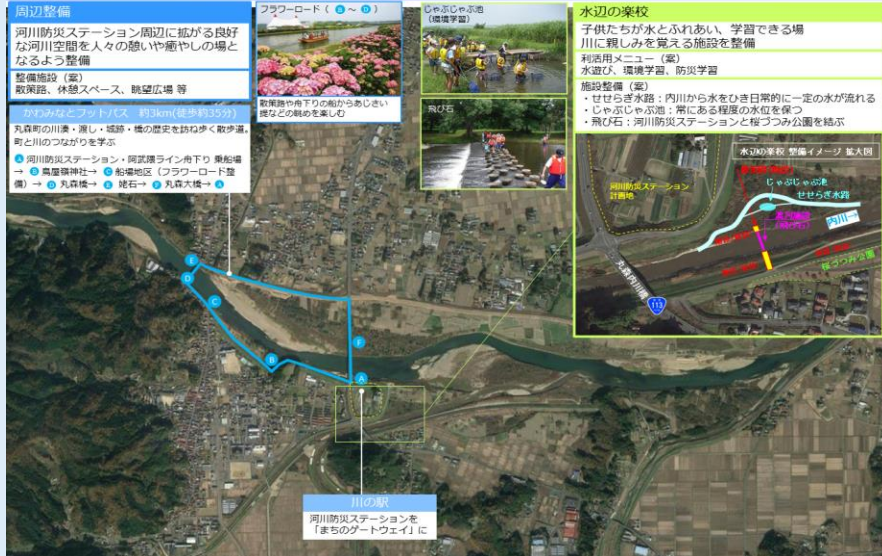 周辺整備
河川防災ステーション周辺に拡がる良好
な河川空間を人々の憩いや癒やしの場と
なるよう整備
整備施設（案）
散策路、休憩スペース、眺望広場 等
かわみなとフットパス　約3km(徒歩約35分)
丸森町の川湊・渡し・城跡・橋の歴史を訪ね歩く散歩道。
町と川のつながりを学ぶ
A 河川防災ステーション・阿武隈ライン舟下り 乗船場
→ B 鳥屋嶺神社→ C 船場地区（フラワーロード整
備）→ D 丸森橋→ E 姥石→ F 丸森大橋→ A
フラワーロード（ B ～ D ）
散策路や舟下りの船からあじさい
堤などの眺めを楽しむ
じゃぶじゃぶ池
（環境学習）
飛び石
水辺の楽校
子供たちが水とふれあい、学習できる場
川に親しみを覚える施設を整備
利活用メニュー（案）
水遊び、環境学習、防災学習
施設整備（案）
・せせらぎ水路：内川から水をひき日常的に一定の水が流れる
・じゃぶじゃぶ池：常にある程度の水位を保つ
・飛び石：河川防災ステーションと桜づつみ公園を結ぶ
水辺の楽校 整備イメージ 拡大図
河川防災ステーション
計画地
じゃぶじゃぶ池
せせらぎ水路
内川→
桜づつみ公園
丸森内川橋
113
E
D
C
B
F
A
川の駅
河川防災ステーションを
「まちのゲートウェイ」に